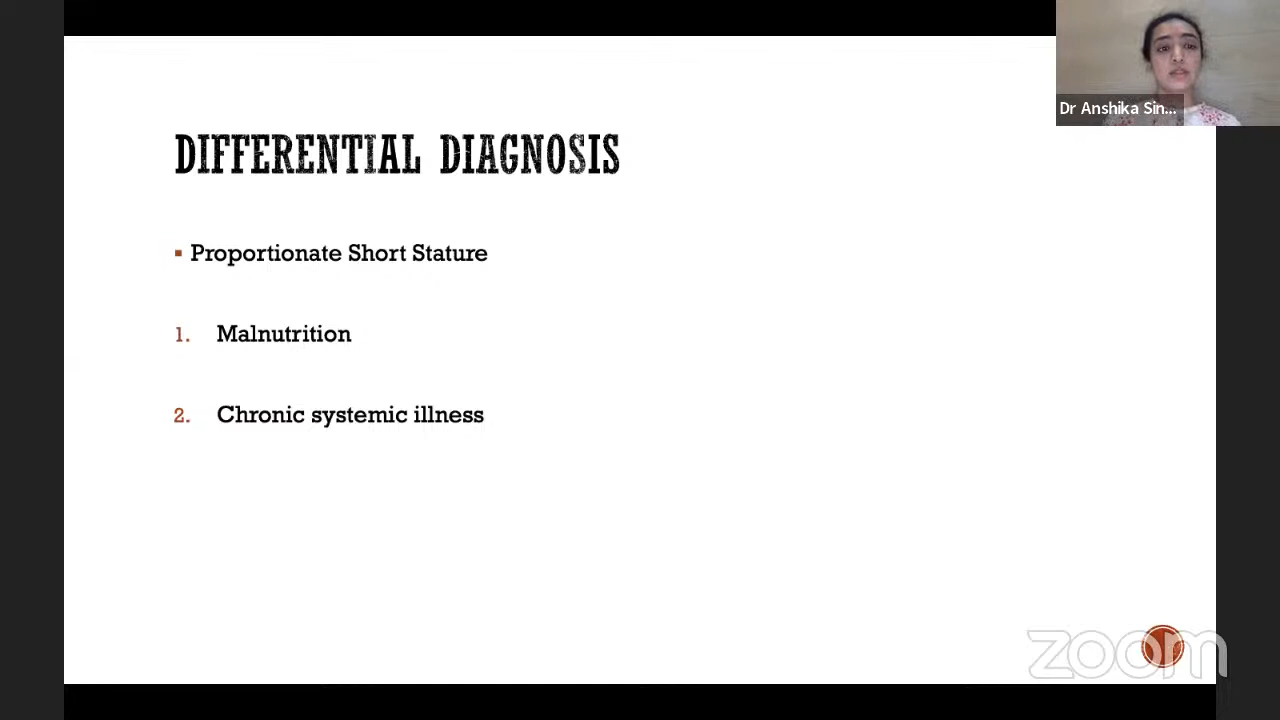 Dr Anshika Sin...
DIFFERENTIAL DIAGNOSIS
▪ Proportionate Short Stature
1. Malnutrition
2. Chronic systemic illness
zoom